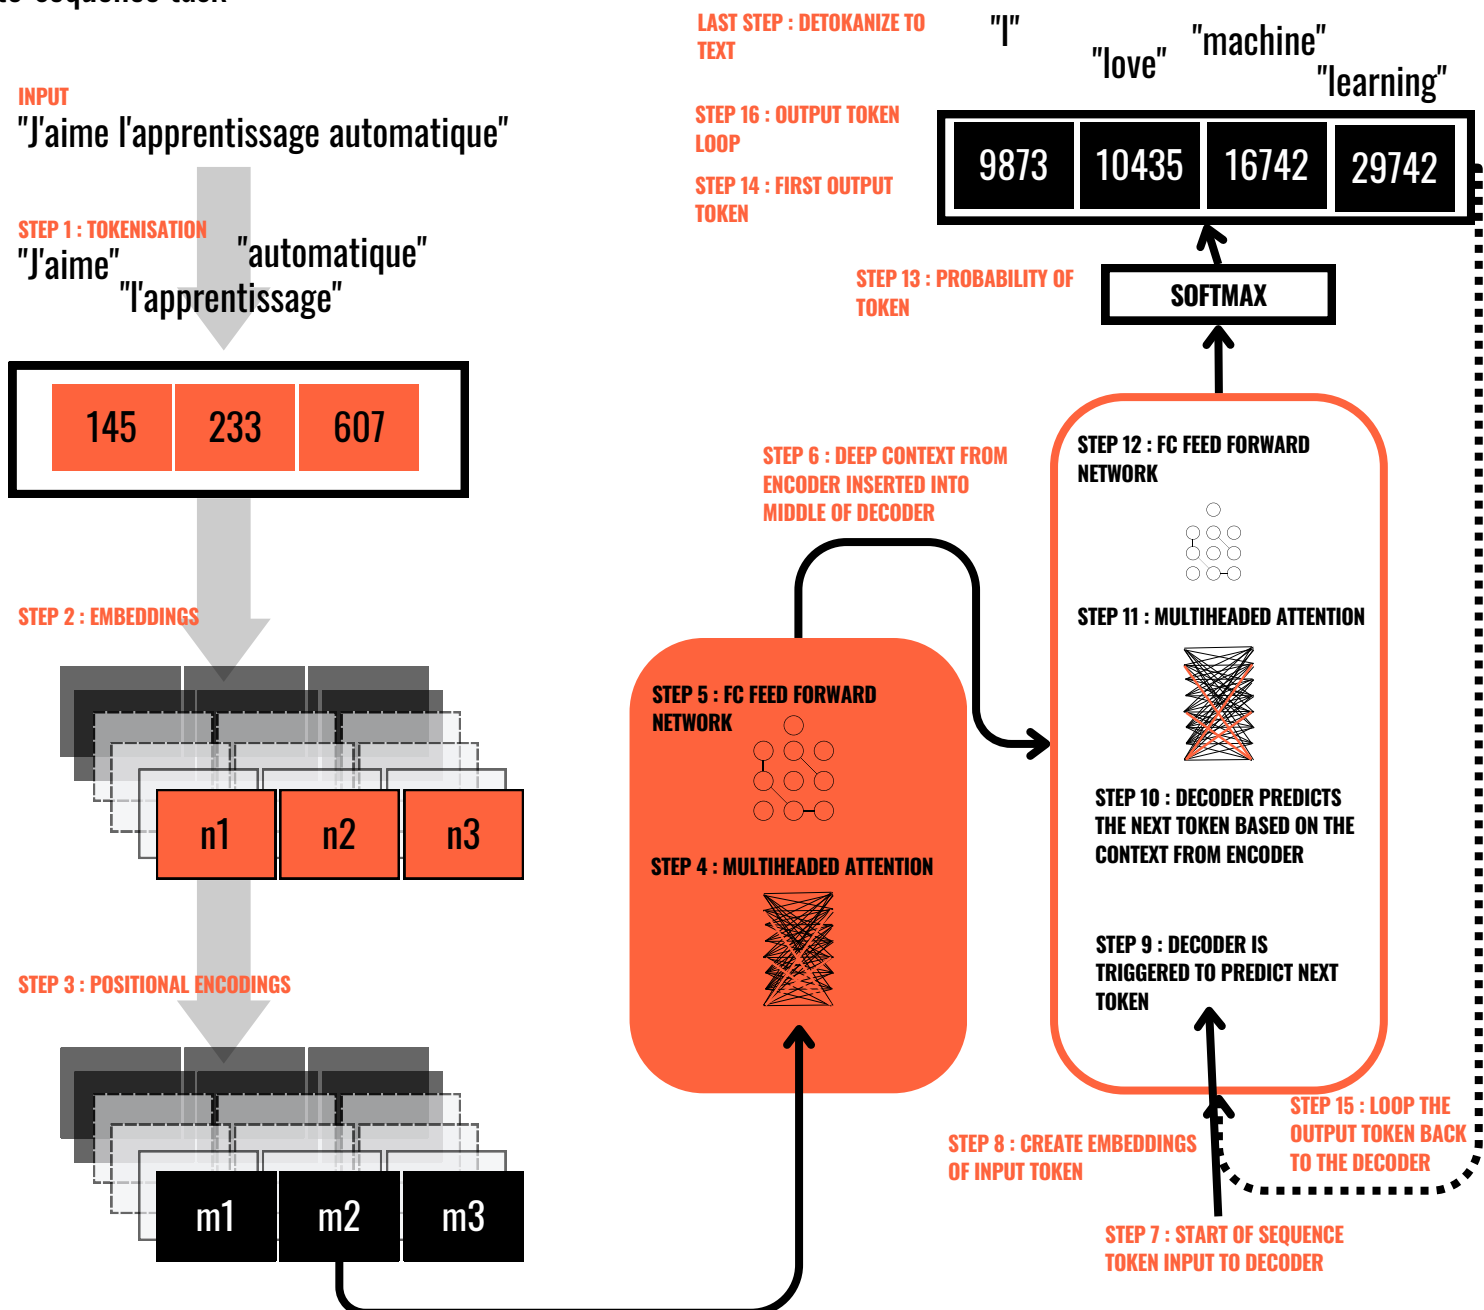 INPUT
"J'aime l'apprentissage automatique"
STEP 1 : TOKENISATION
"J'aime"
"automatique"
"l'apprentissage"
145 233 607
STEP 2 : EMBEDDINGS
n1 n2 n3
STEP 3 : POSITIONAL ENCODINGS
m1 m2 m3
STEP 5 : FC FEED FORWARD
NETWORK
STEP 4 : MULTIHEADED ATTENTION
STEP 6 : DEEP CONTEXT FROM
ENCODER INSERTED INTO
MIDDLE OF DECODER
LAST STEP : DETOKANIZE TO
TEXT
"I"
"love"
"machine"
"learning"
STEP 16 : OUTPUT TOKEN
LOOP
STEP 14 : FIRST OUTPUT
TOKEN
9873 10435 16742 29742
STEP 13 : PROBABILITY OF
TOKEN
SOFTMAX
STEP 12 : FC FEED FORWARD
NETWORK
STEP 11 : MULTIHEADED ATTENTION
STEP 10 : DECODER PREDICTS
THE NEXT TOKEN BASED ON THE
CONTEXT FROM ENCODER
STEP 9 : DECODER IS
TRIGGERED TO PREDICT NEXT
TOKEN
STEP 15 : LOOP THE
OUTPUT TOKEN BACK
TO THE DECODER
STEP 8 : CREATE EMBEDDINGS
OF INPUT TOKEN
STEP 7 : START OF SEQUENCE
TOKEN INPUT TO DECODER